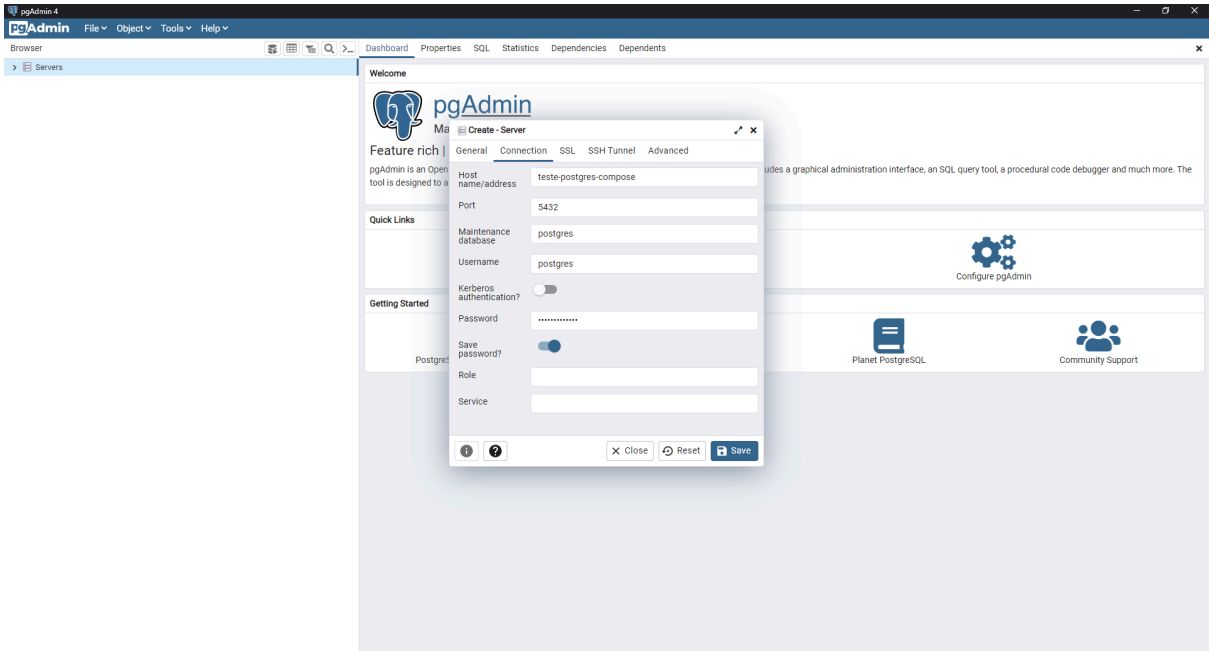 pgAdmin 4
pgAdmin File Object Tools Help
Browser
Dashboard Properties SQL Statistics Dependencies Dependents
Servers
Welcome
pgAdmin
Ma
Feature rich |
pgAdmin is an Open
udes a graphical administration interface, an SQL query tool, a procedural code debugger and much more. The
tool is designed to a
Quick Links
Configure pgAdmin
Getting Started
Postgre
Planet PostgreSQL
Community Support
Create - Server
General Connection SSL SSH Tunnel Advanced
Host
name/address
teste-postgres-compose
Port
5432
Maintenance
database
postgres
Username
postgres
Kerberos
authentication?
Password
•••••••••••••
Save
password?
Role
Service
Close Reset Save